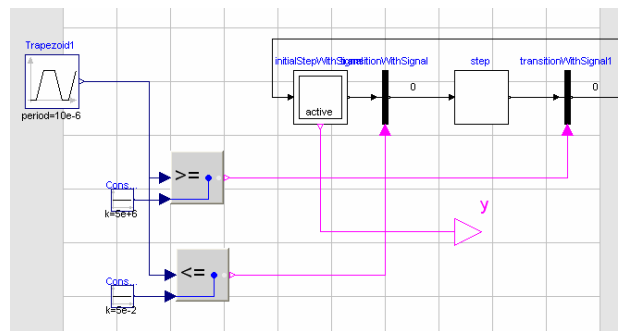 Trapezoid1
period=10e-6
initialStepWithSignal
transitionWithSignal
step
transitionWithSignal1
active
0
0
>=
Cons...
k=5e+6
y
<=
Cons...
k=5e-2